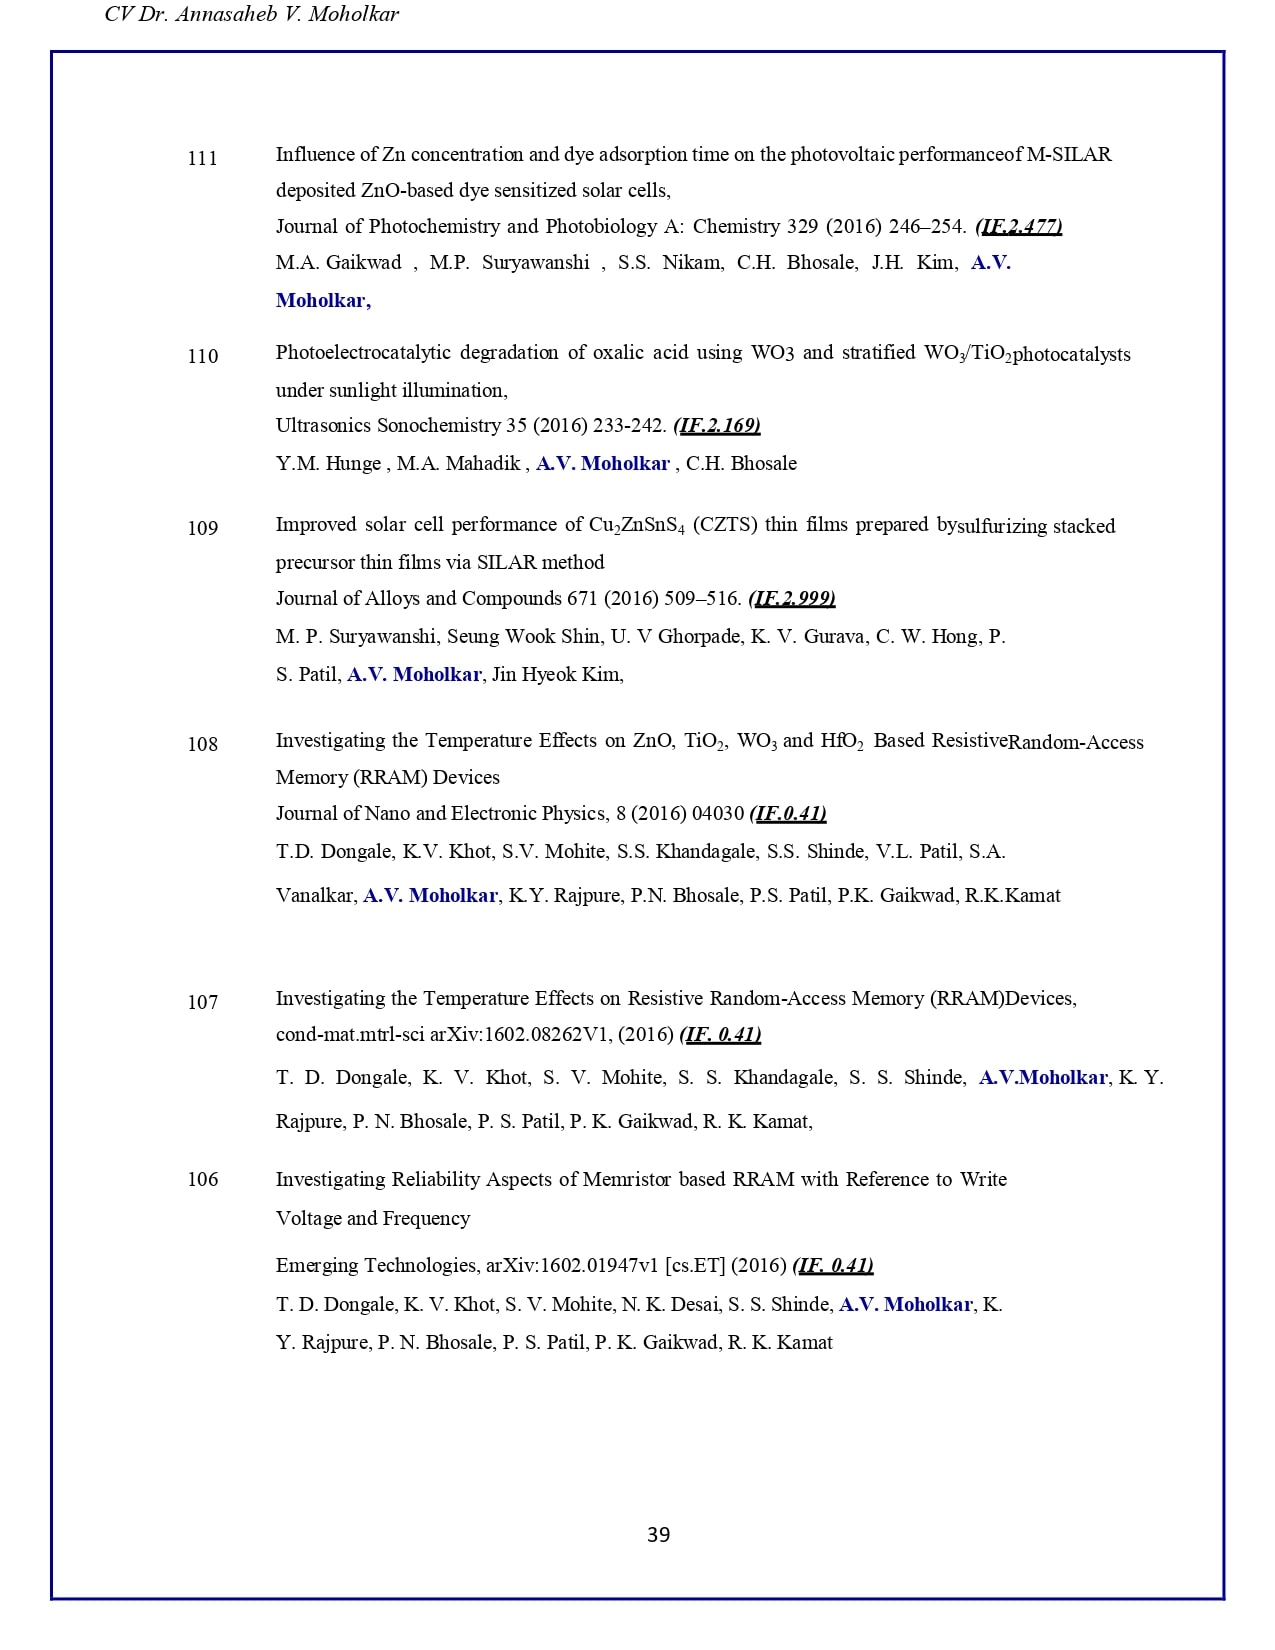 CV Dr. Annasaheb V. Moholkar
111 Influence of Zn concentration and dye adsorption time on the photovoltaic performanceof M-SILAR
deposited ZnO-based dye sensitized solar cells,
Journal of Photochemistry and Photobiology A: Chemistry 329 (2016) 246–254. (IF.2.477)
M.A. Gaikwad , M.P. Suryawanshi , S.S. Nikam, C.H. Bhosale, J.H. Kim, A.V.
Moholkar,
110 Photoelectrocatalytic degradation of oxalic acid using WO3 and stratified WO₃/TiO₂photocatalysts
under sunlight illumination,
Ultrasonics Sonochemistry 35 (2016) 233-242. (IF.2.169)
Y.M. Hunge , M.A. Mahadik , A.V. Moholkar , C.H. Bhosale
109 Improved solar cell performance of Cu₂ZnSnS₄ (CZTS) thin films prepared bysulfurizing stacked
precursor thin films via SILAR method
Journal of Alloys and Compounds 671 (2016) 509–516. (IF.2.999)
M. P. Suryawanshi, Seung Wook Shin, U. V Ghorpade, K. V. Gurava, C. W. Hong, P.
S. Patil, A.V. Moholkar, Jin Hyeok Kim,
108 Investigating the Temperature Effects on ZnO, TiO₂, WO₃ and HfO₂ Based ResistiveRandom-Access
Memory (RRAM) Devices
Journal of Nano and Electronic Physics, 8 (2016) 04030 (IF.0.41)
T.D. Dongale, K.V. Khot, S.V. Mohite, S.S. Khandagale, S.S. Shinde, V.L. Patil, S.A.
Vanalkar, A.V. Moholkar, K.Y. Rajpure, P.N. Bhosale, P.S. Patil, P.K. Gaikwad, R.K.Kamat
107 Investigating the Temperature Effects on Resistive Random-Access Memory (RRAM)Devices,
cond-mat.mtrl-sci arXiv:1602.08262V1, (2016) (IF. 0.41)
T. D. Dongale, K. V. Khot, S. V. Mohite, S. S. Khandagale, S. S. Shinde, A.V.Moholkar, K. Y.
Rajpure, P. N. Bhosale, P. S. Patil, P. K. Gaikwad, R. K. Kamat,
106 Investigating Reliability Aspects of Memristor based RRAM with Reference to Write
Voltage and Frequency
Emerging Technologies, arXiv:1602.01947v1 [cs.ET] (2016) (IF. 0.41)
T. D. Dongale, K. V. Khot, S. V. Mohite, N. K. Desai, S. S. Shinde, A.V. Moholkar, K.
Y. Rajpure, P. N. Bhosale, P. S. Patil, P. K. Gaikwad, R. K. Kamat
39